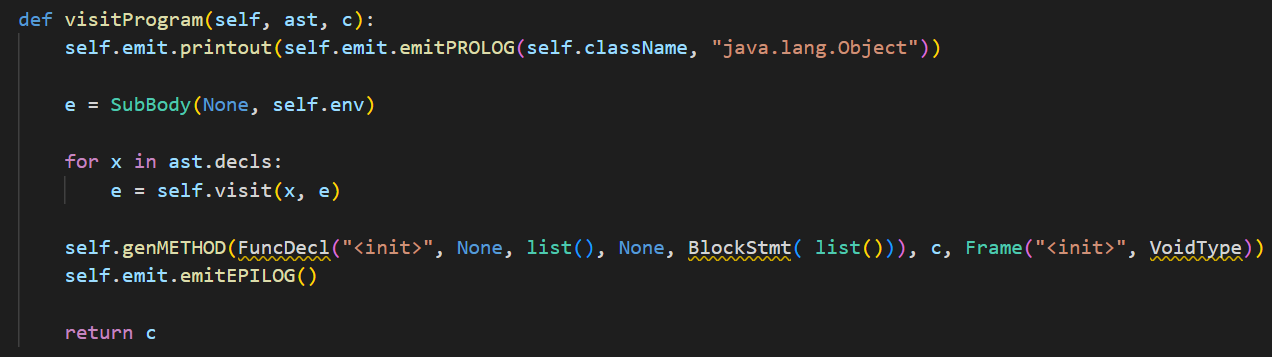 def visitProgram(self, ast, c):
    self.emit.printout(self.emit.emitPROLOG(self.className, "java.lang.Object"))

    e = SubBody(None, self.env)

    for x in ast.decls:
        e = self.visit(x, e)

    self.genMETHOD(FuncDecl("<init>", None, list(), None, BlockStmt( list())), c, Frame("<init>", VoidType))
    self.emit.emitEPILOG()

    return c